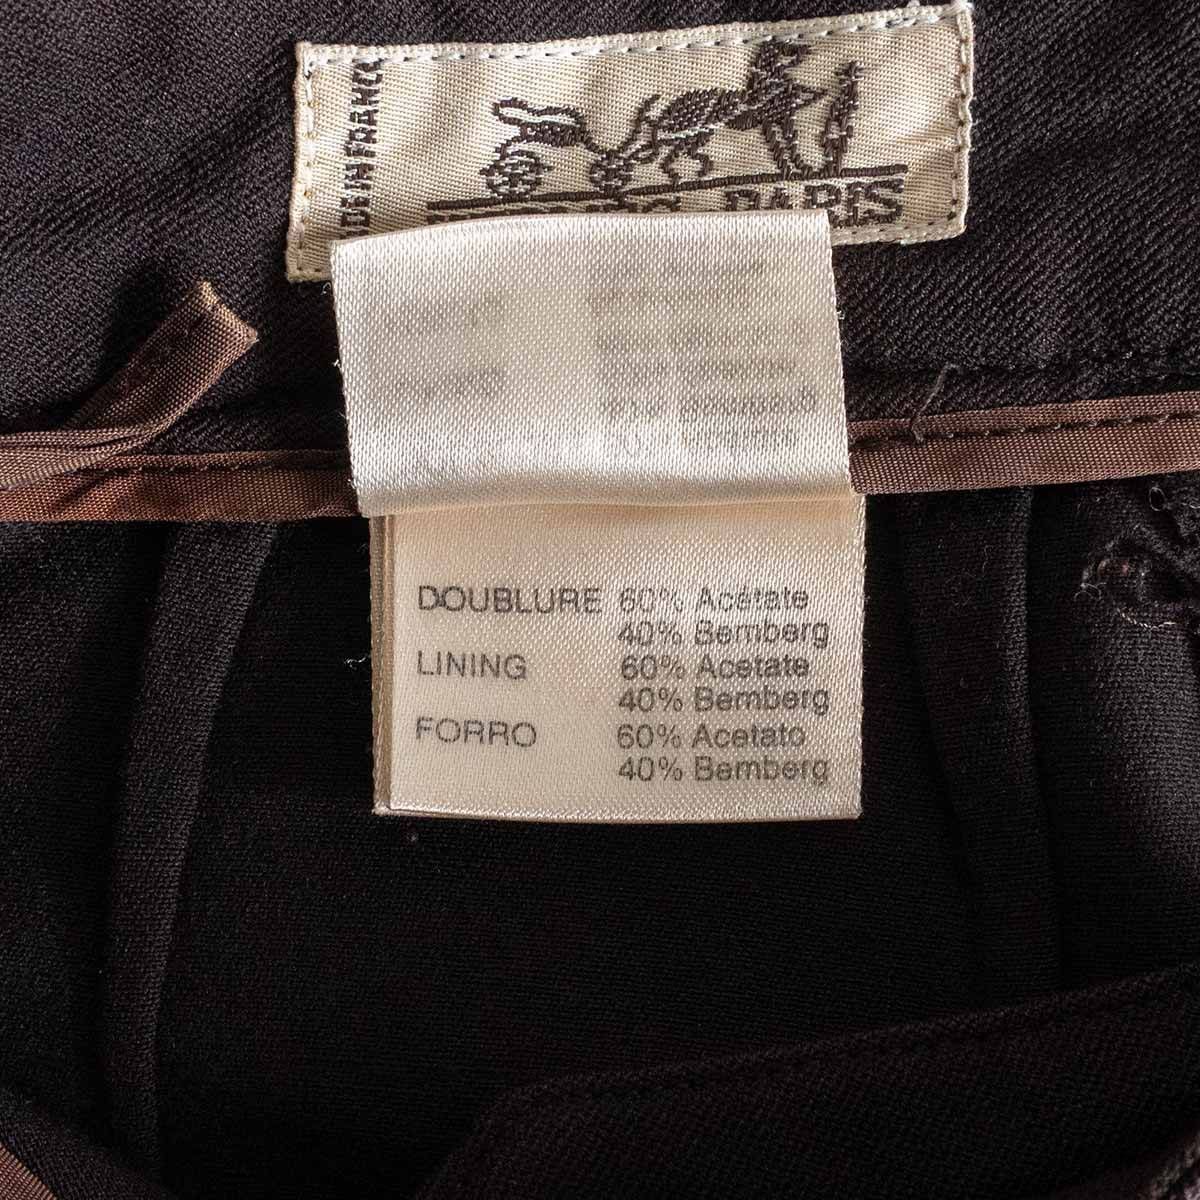 PARIS
DOUBLURE 60% Acétate
40% Bemberg
LINING 60% Acetate
40% Bemberg
FORRO 60% Acetato
40% Bemberg